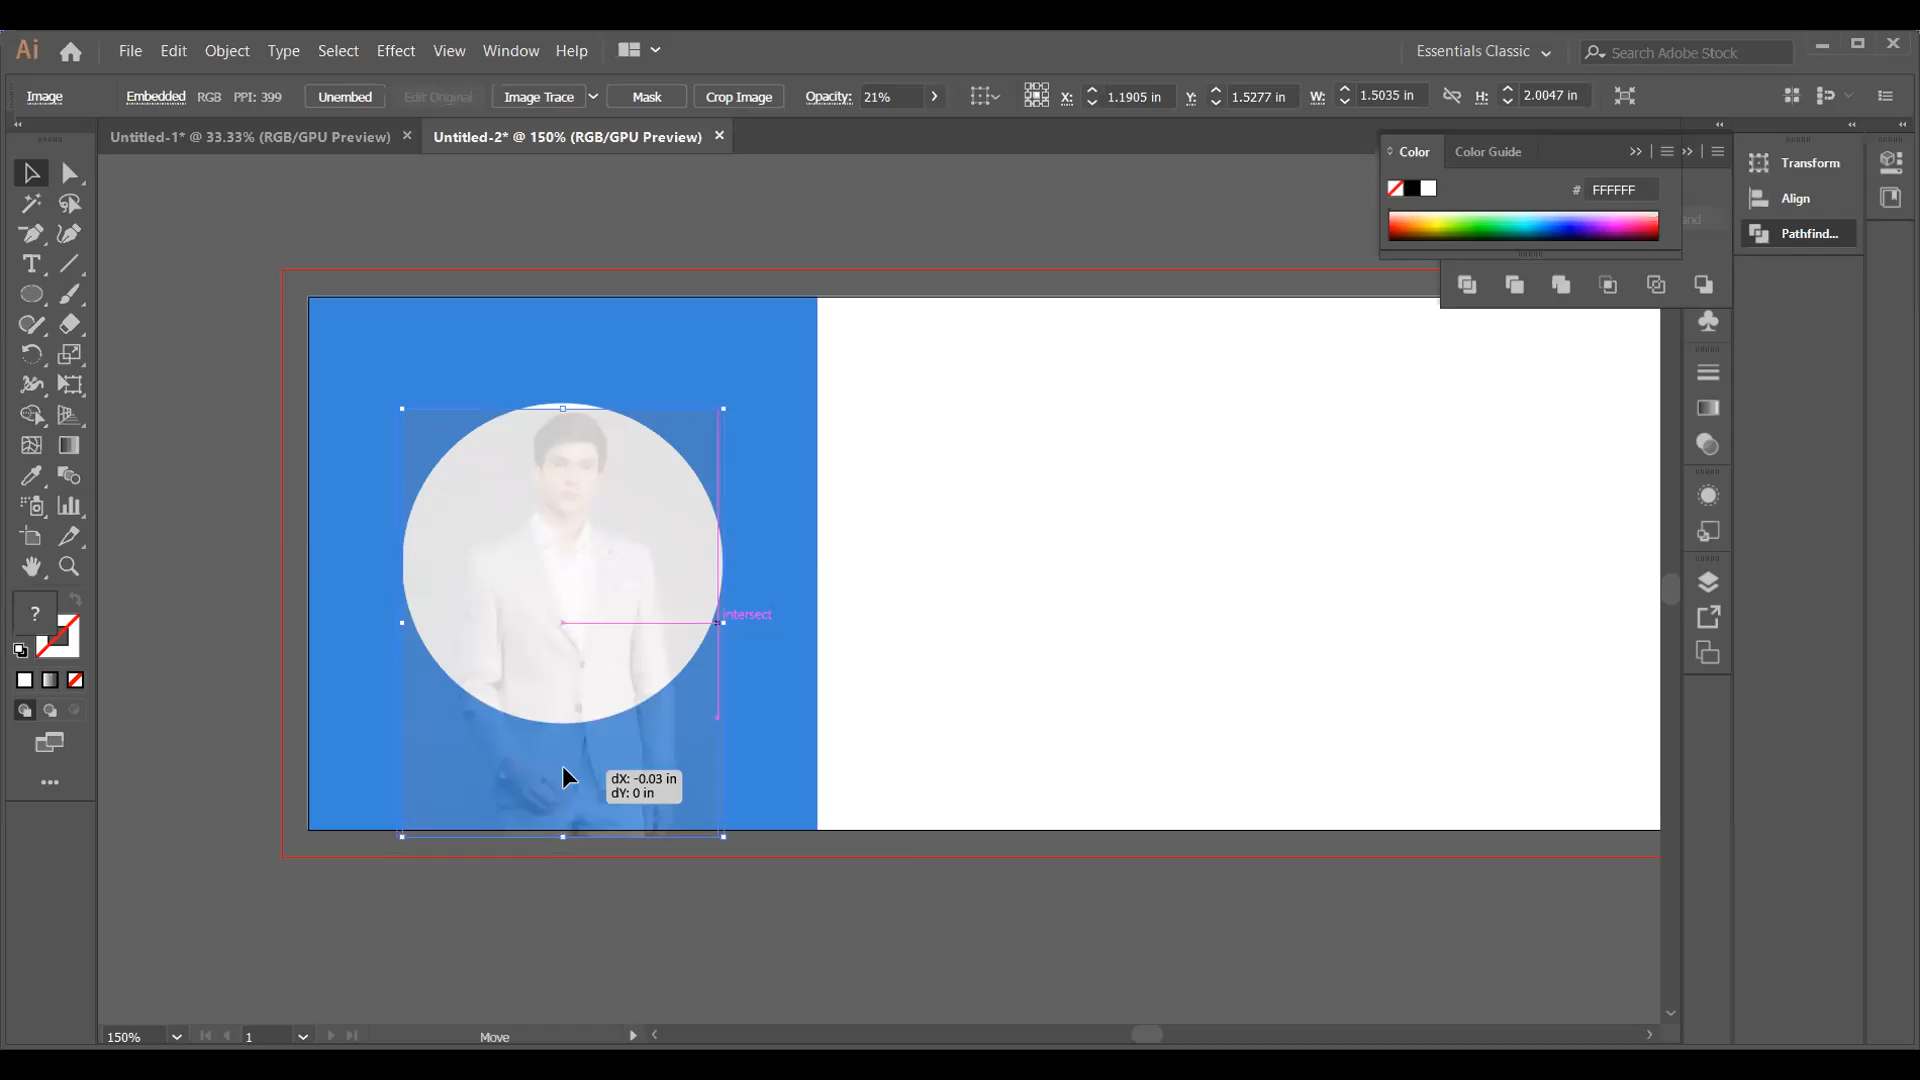 Ai File Edit Object Type Select Effect View Window Help Essentials Classic Search Adobe Stock
Image Embedded RGB PPI: 399 Unembed Edit Original Image Trace Mask Crop Image Opacity: 21% X: 1.1905 in Y: 1.5277 in W: 1.5035 in H: 2.0047 in
Untitled-1* @ 33.33% (RGB/GPU Preview) × Untitled-2* @ 150% (RGB/GPU Preview) ×
Color Color Guide
Transform
# FFFFFF
Align
Pathfind...
intersect
?
dX: -0.03 in
dY: 0 in
150% 1 Move